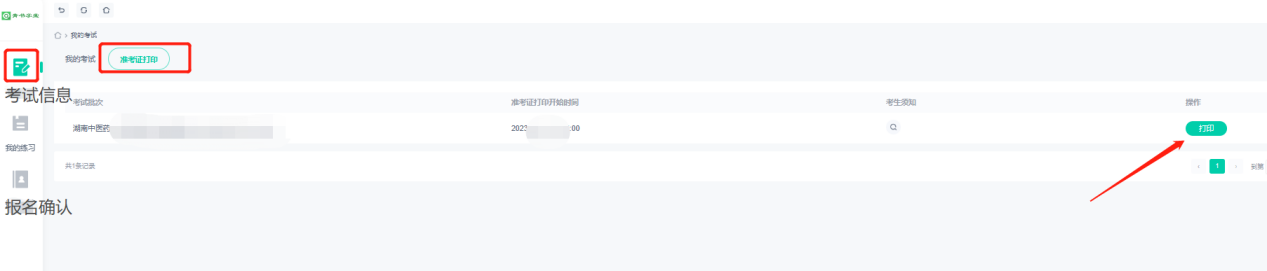 青书学堂
我的考试
我的考试 准考证打印
考试信息
考试批次 准考证打印开始时间 考生须知 操作
湖南中医药 2023 :00 打印
我的练习
共1条记录 1 到第
报名确认